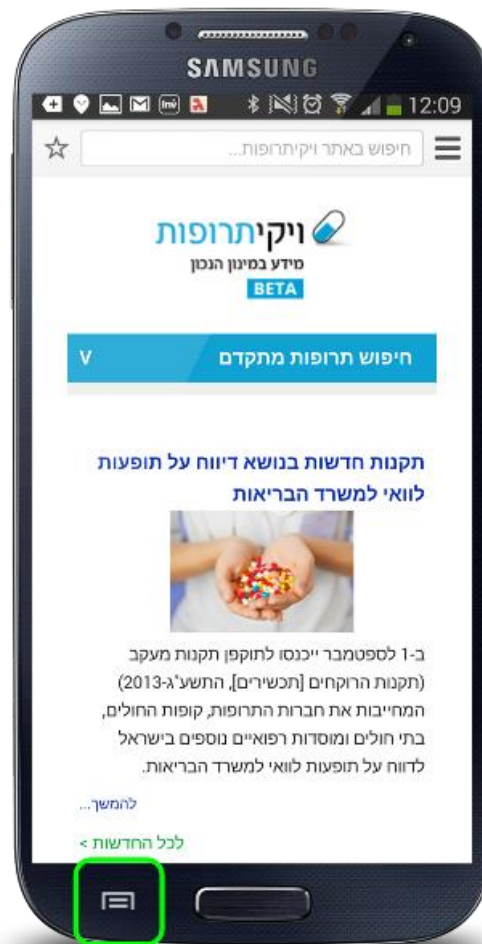 SAMSUNG
12:09
חיפוש באתר ויקיתרופות...
ויקיתרופות
מידע במינון הנכון
BETA
חיפוש תרופות מתקדם V
תקנות חדשות בנושא דיווח על תופעות
לוואי למשרד הבריאות
ב-1 לספטמבר ייכנסו לתוקפן תקנות מעקב
(תקנות הרוקחים [תכשירים], התשע"ג-2013)
המחייבות את חברות התרופות, קופות החולים,
בתי חולים ומוסדות רפואיים נוספים בישראל
לדווח על תופעות לוואי למשרד הבריאות.
להמשך...
לכל החדשות >